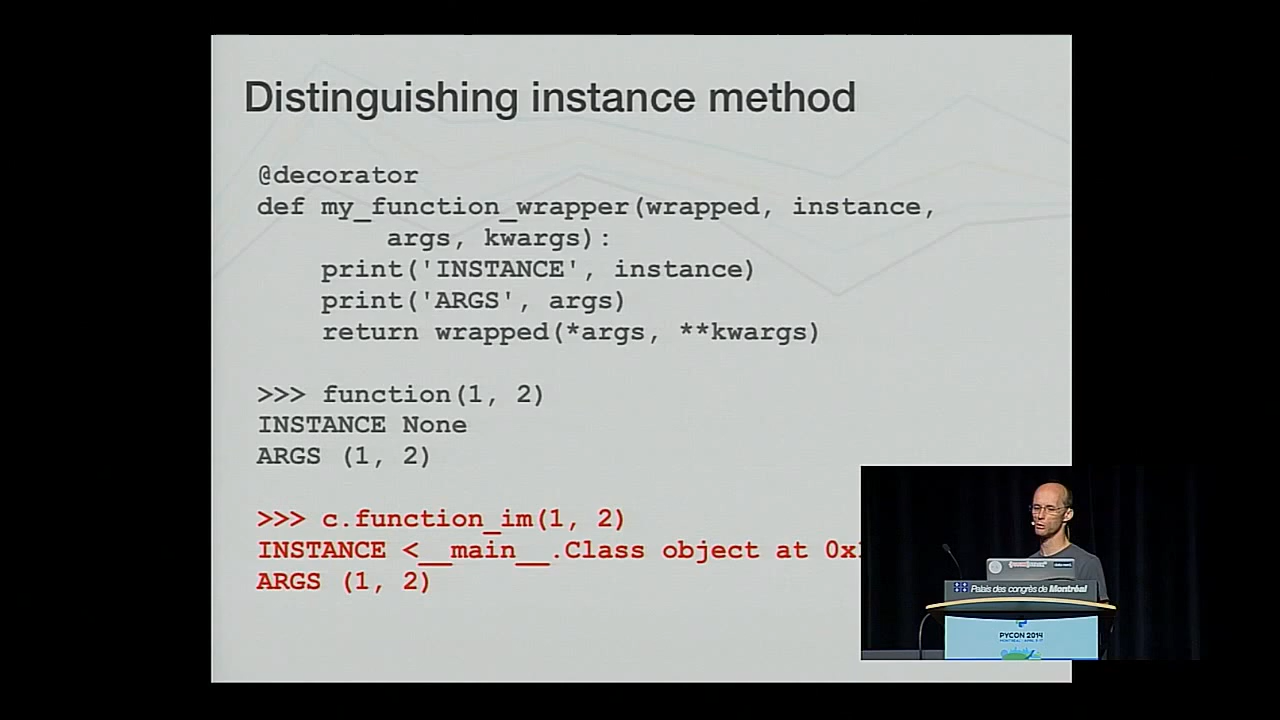 Distinguishing instance method
@decorator
def my_function_wrapper(wrapped, instance,
        args, kwargs):
    print('INSTANCE', instance)
    print('ARGS', args)
    return wrapped(*args, **kwargs)
>>> function(1, 2)
INSTANCE None
ARGS (1, 2)
>>> c.function_im(1, 2)
INSTANCE <__main__.Class object at
ARGS (1, 2)
Palais des congrès de Montréal
PYCON 2014